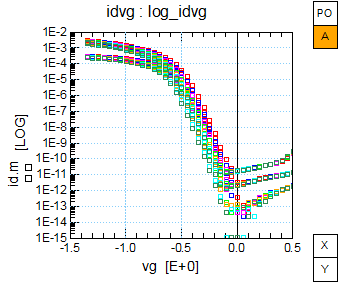 idvg : log_idvg
PO
A
1E-2
1E-3
1E-4
1E-5
1E-6
1E-7
1E-8
1E-9
1E-10
1E-11
1E-12
1E-13
1E-14
1E-15
id.m [LOG]
-1.5 -1.0 -0.5 0.0 0.5
vg [E+0]
X
Y